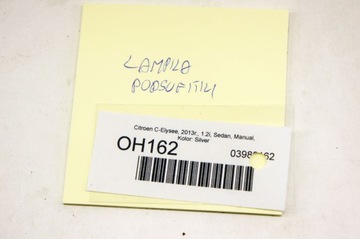 LAMPKA
PODSUFITKI
Citroen C-Elysee, 2013r., 1.2i, Sedan, Manual,
Kolor: Silver
OH162